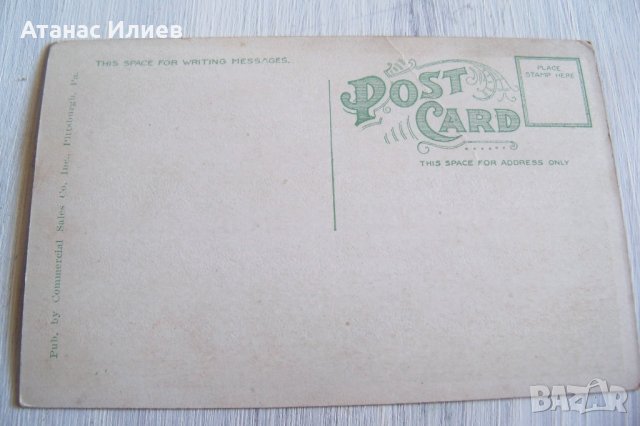 Атанас Илиев
THIS SPACE FOR WRITING MESSAGES.
POST CARD
PLACE
STAMP HERE
THIS SPACE FOR ADDRESS ONLY
Pub. by Commercial Sales Co., Inc., Pittsburgh, Pa.
BAZAR